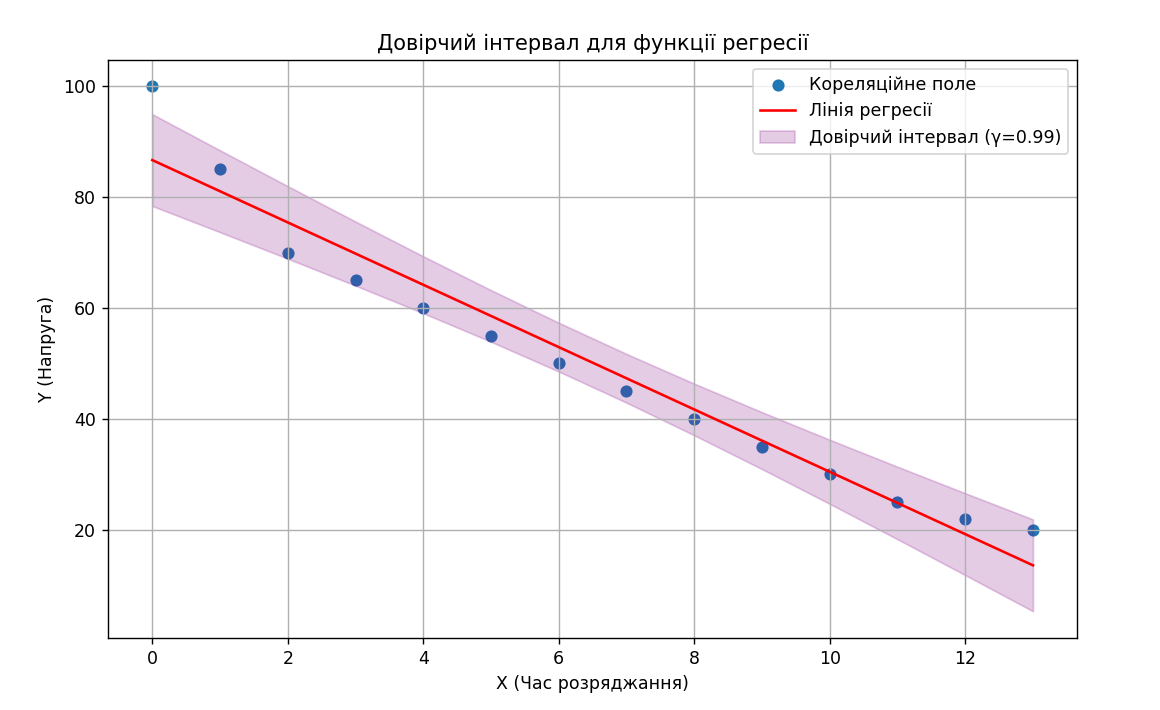 Довірчий інтервал для функції регресії
Кореляційне поле
Лінія регресії
Довірчий інтервал (γ=0.99)
Y (Напруга)
100
80
60
40
20
0 2 4 6 8 10 12
X (Час розряджання)